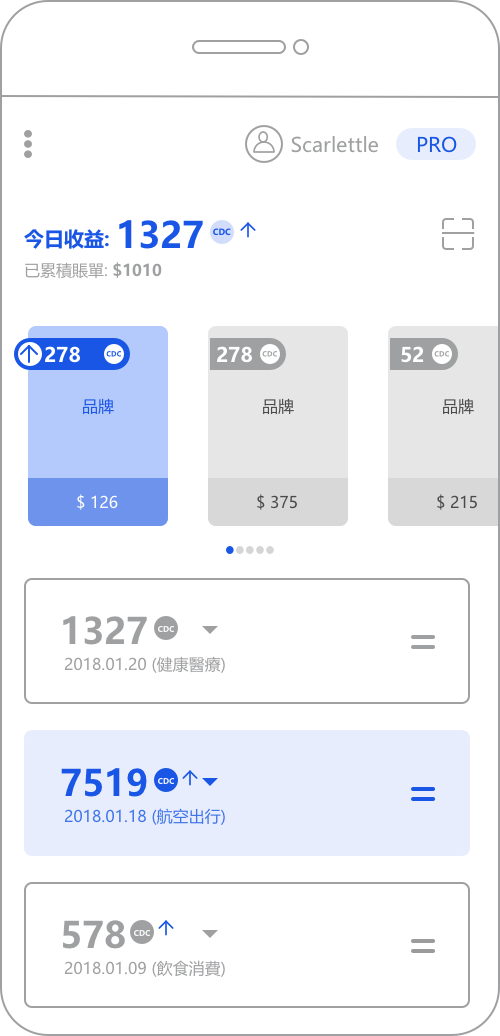 Scarlettle PRO
今日收益: 1327 CDC
已累積賬單: $1010
278 CDC 278 CDC 52 CDC
品牌 品牌 品牌
$ 126 $ 375 $ 215
1327 CDC
2018.01.20 (健康醫療)
7519 CDC
2018.01.18 (航空出行)
578 CDC
2018.01.09 (飲食消費)